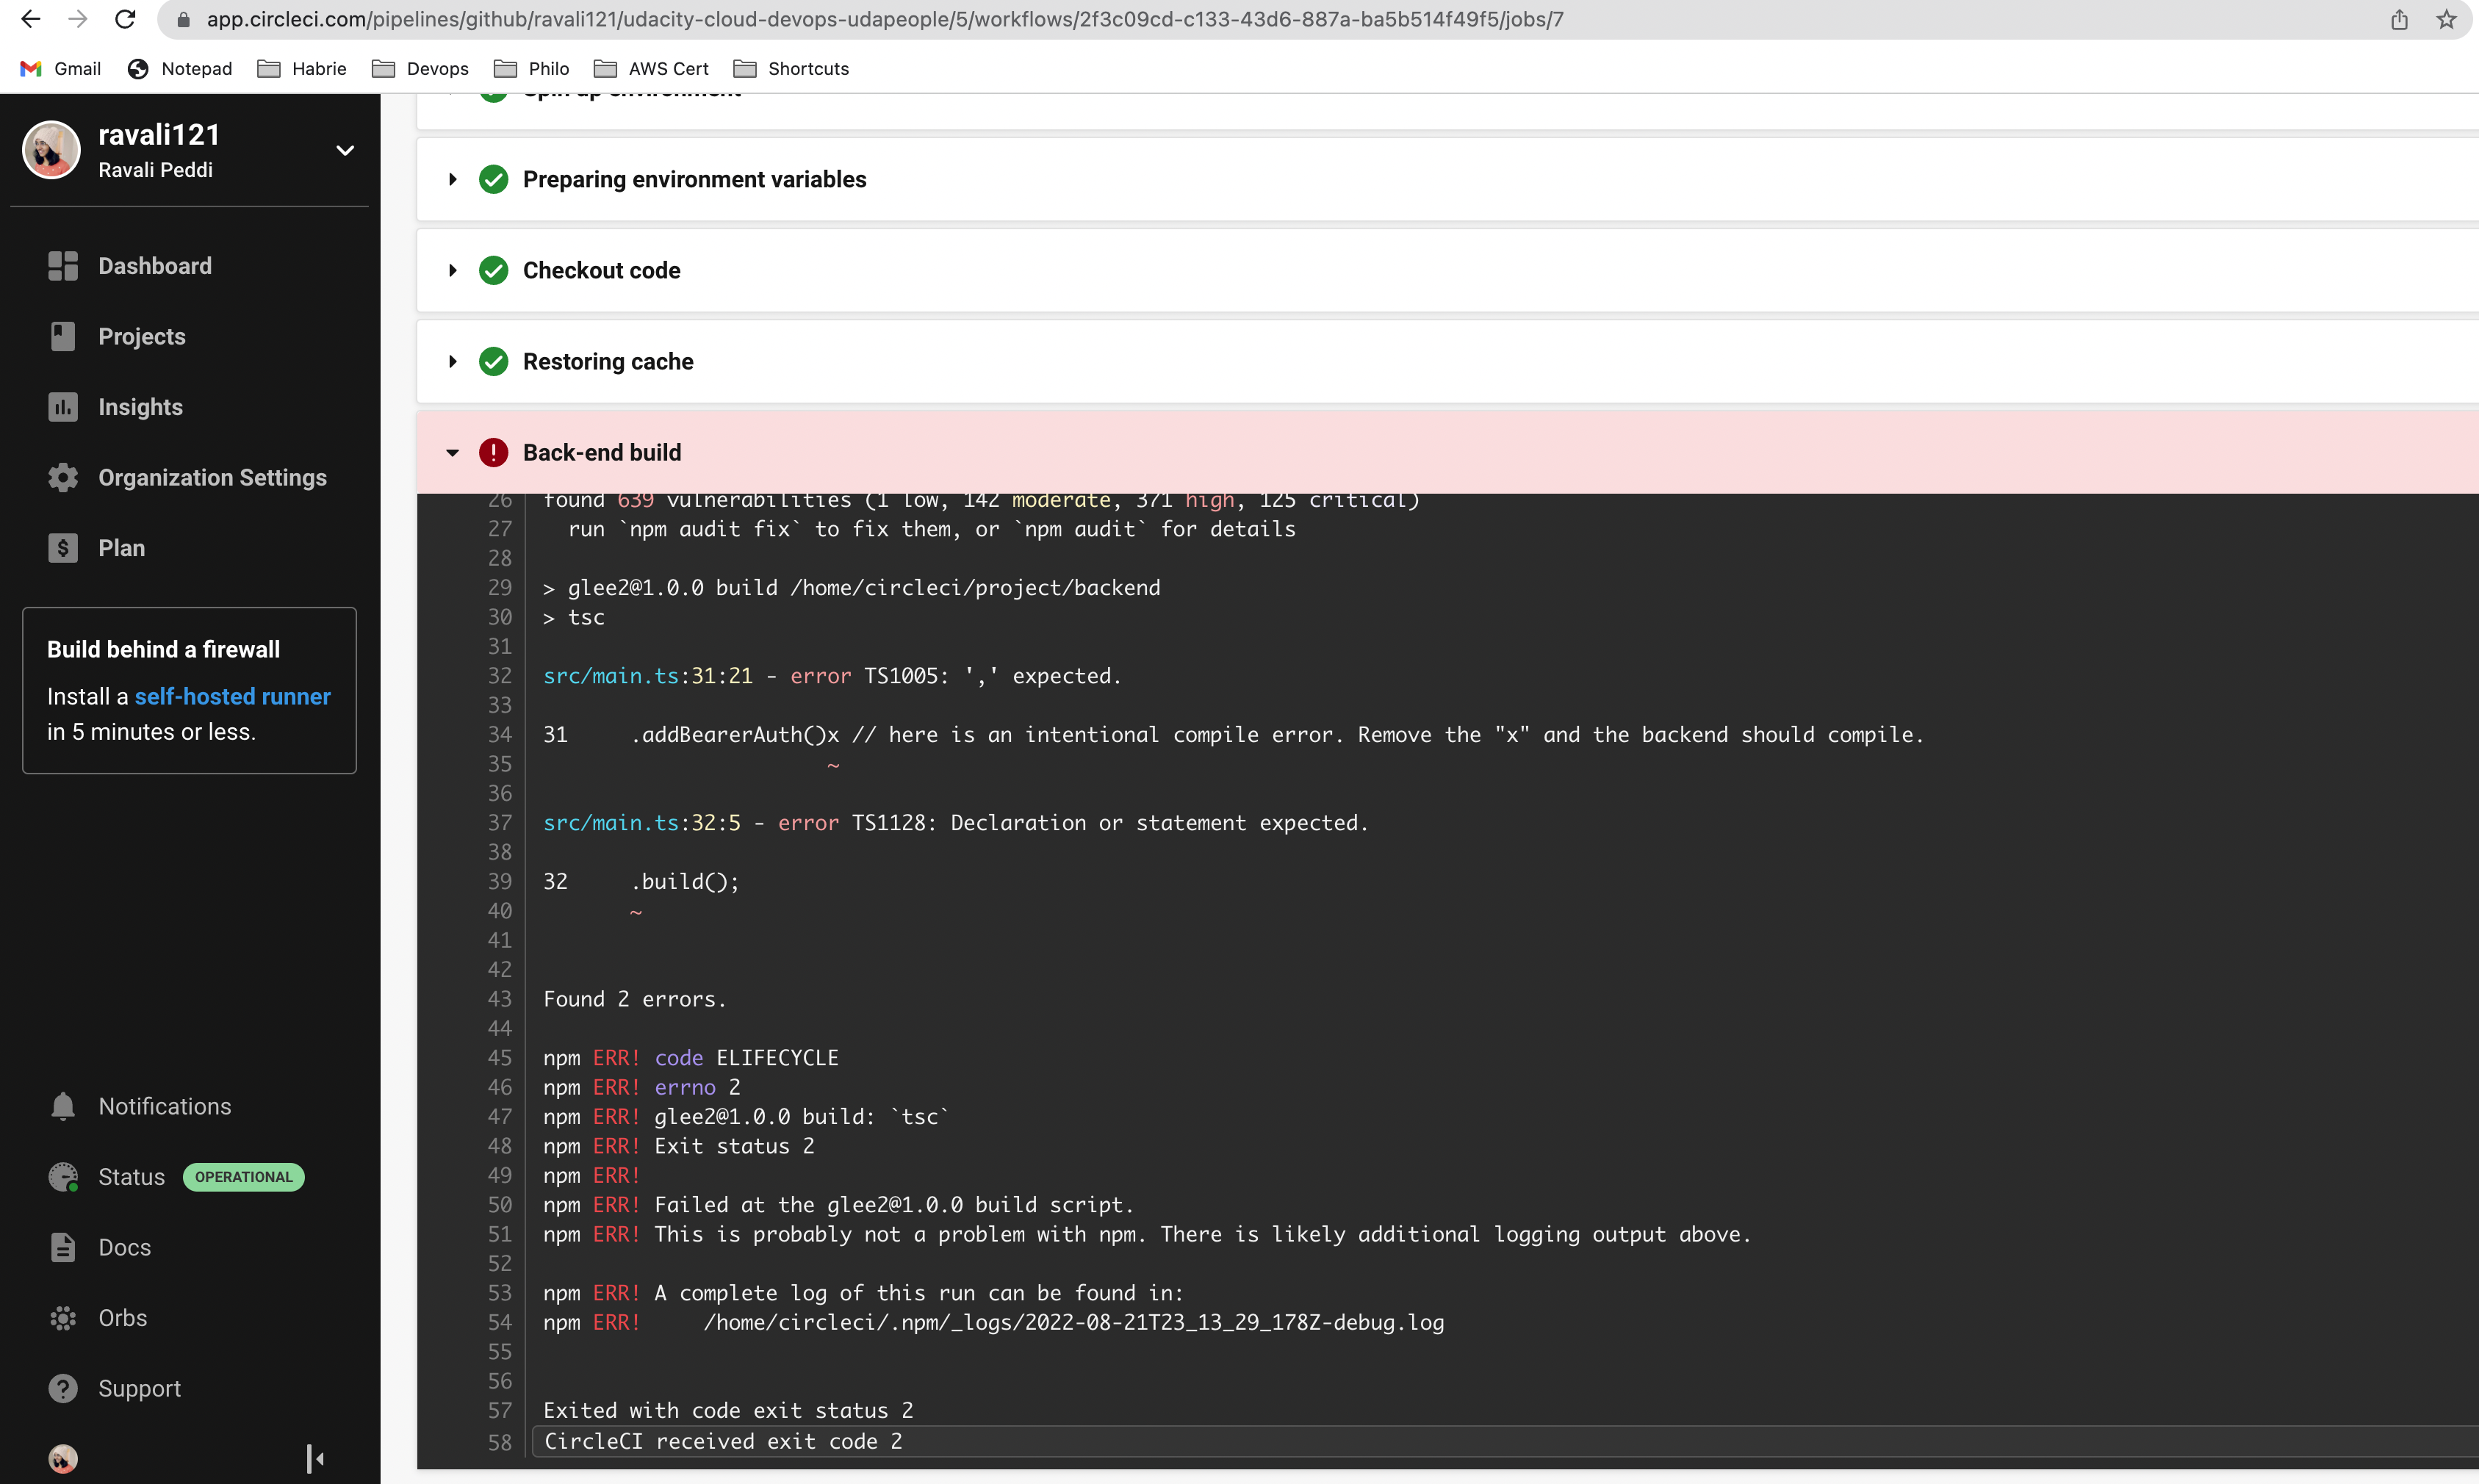 app.circleci.com/pipelines/github/ravali121/udacity-cloud-devops-udapeople/5/workflows/2f3c09cd-c133-43d6-887a-ba5b514f49f5/jobs/7
Gmail Notepad Habrie Devops Philo AWS Cert Shortcuts
ravali121
Ravali Peddi
Dashboard
Projects
Insights
Organization Settings
Plan
Build behind a firewall
Install a self-hosted runner
in 5 minutes or less.
Notifications
Status OPERATIONAL
Docs
Orbs
Support
Spin up environment
Preparing environment variables
Checkout code
Restoring cache
Back-end build
26 found 639 vulnerabilities (1 low, 142 moderate, 371 high, 125 critical)
27 run `npm audit fix` to fix them, or `npm audit` for details
28
29 > glee2@1.0.0 build /home/circleci/project/backend
30 > tsc
31
32 src/main.ts:31:21 - error TS1005: ',' expected.
33
34 31 .addBearerAuth()x // here is an intentional compile error. Remove the "x" and the backend should compile.
35 ~
36
37 src/main.ts:32:5 - error TS1128: Declaration or statement expected.
38
39 32 .build();
40 ~
41
42
43 Found 2 errors.
44
45 npm ERR! code ELIFECYCLE
46 npm ERR! errno 2
47 npm ERR! glee2@1.0.0 build: `tsc`
48 npm ERR! Exit status 2
49 npm ERR!
50 npm ERR! Failed at the glee2@1.0.0 build script.
51 npm ERR! This is probably not a problem with npm. There is likely additional logging output above.
52
53 npm ERR! A complete log of this run can be found in:
54 npm ERR! /home/circleci/.npm/_logs/2022-08-21T23_13_29_178Z-debug.log
55
56
57 Exited with code exit status 2
58 CircleCI received exit code 2